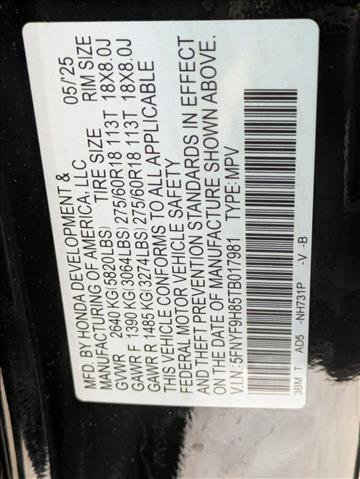 MFD. BY HONDA DEVELOPMENT & 05/25
MANUFACTURING OF AMERICA, LLC
TIRE SIZE RIM SIZE
GVWR 2640 KG(5820LBS) 275/60R18 113T 18X8.0J
GAWR F 1390 KG(3064LBS) 275/60R18 113T 18X8.0J
GAWR R 1485 KG(3274LBS)
THIS VEHICLE CONFORMS TO ALL APPLICABLE
FEDERAL MOTOR VEHICLE SAFETY
AND THEFT PREVENTION STANDARDS IN EFFECT
ON THE DATE OF MANUFACTURE SHOWN ABOVE.
V.I.N.: 5FNYF9H85TB017981 TYPE: MPV
3BM T AD5 -NH731P -V -B